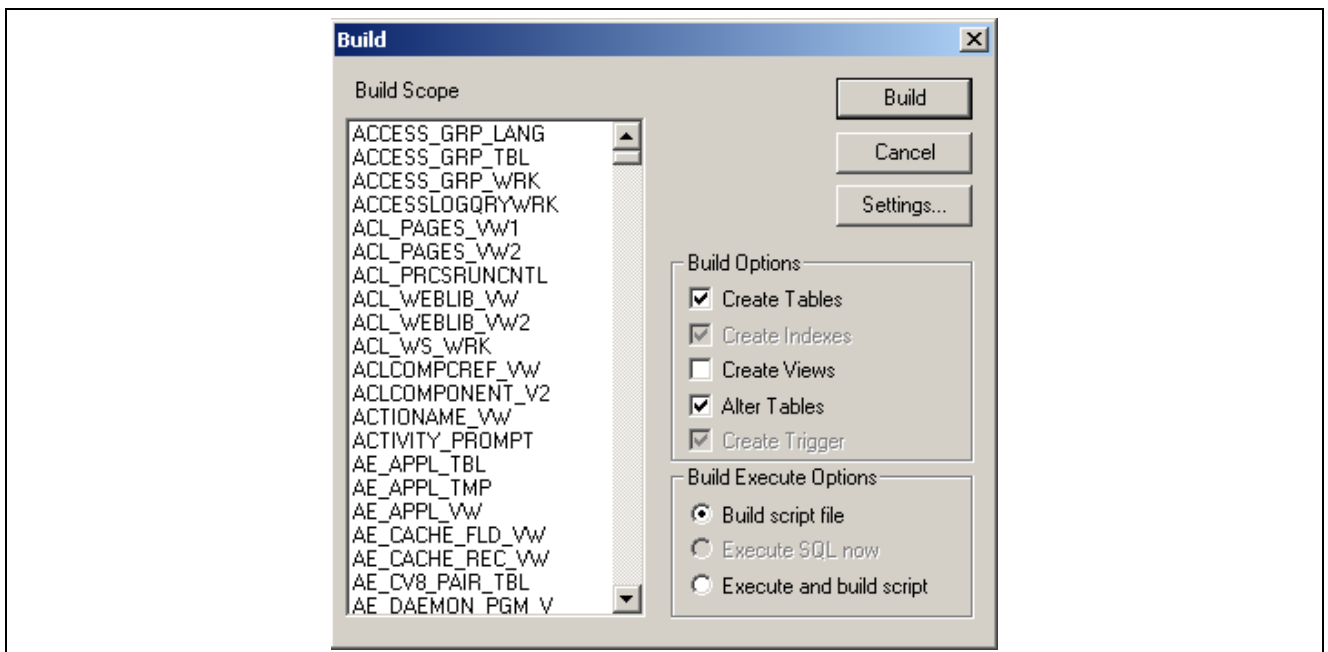 Build
Build Scope
ACCESS_GRP_LANG
ACCESS_GRP_TBL
ACCESS_GRP_WRK
ACCESSLOGQRYWRK
ACL_PAGES_VW1
ACL_PAGES_VW2
ACL_PRCSRUNCNTL
ACL_WEBLIB_VW
ACL_WEBLIB_VW2
ACL_WS_WRK
ACLCOMPCREF_VW
ACLCOMPONENT_V2
ACTIONAME_VW
ACTIVITY_PROMPT
AE_APPL_TBL
AE_APPL_TMP
AE_APPL_VW
AE_CACHE_FLD_VW
AE_CACHE_REC_VW
AE_CV8_PAIR_TBL
AE_DAEMON_PGM_V
Build
Cancel
Settings...
Build Options
Create Tables
Create Indexes
Create Views
Alter Tables
Create Trigger
Build Execute Options
Build script file
Execute SQL now
Execute and build script